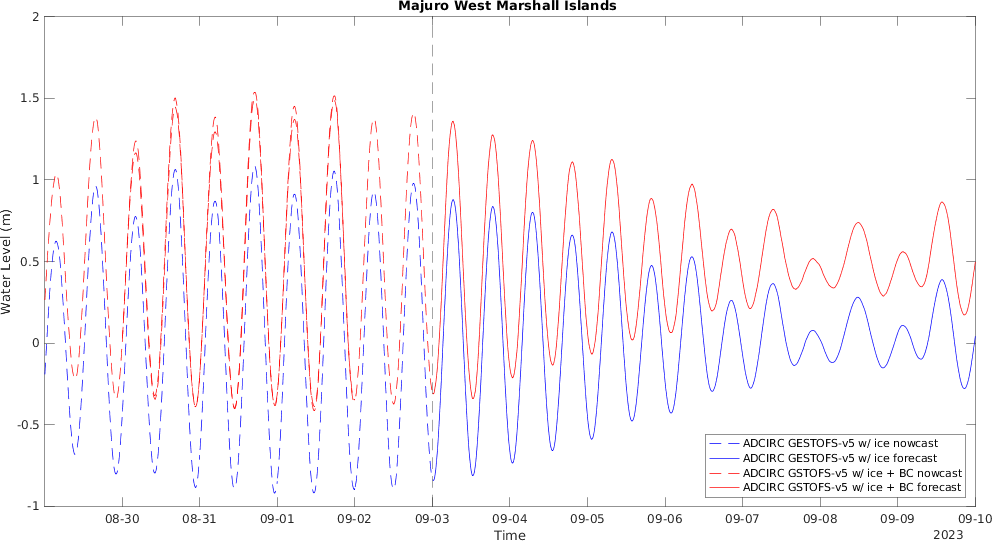 Majuro West Marshall Islands
2
1.5
1
0.5
0
-0.5
-1
Water Level (m)
ADCIRC GESTOFS-v5 w/ ice nowcast
ADCIRC GESTOFS-v5 w/ ice forecast
ADCIRC GSTOFS-v5 w/ ice + BC nowcast
ADCIRC GSTOFS-v5 w/ ice + BC forecast
08-30 08-31 09-01 09-02 09-03 09-04 09-05 09-06 09-07 09-08 09-09 09-10
Time
2023